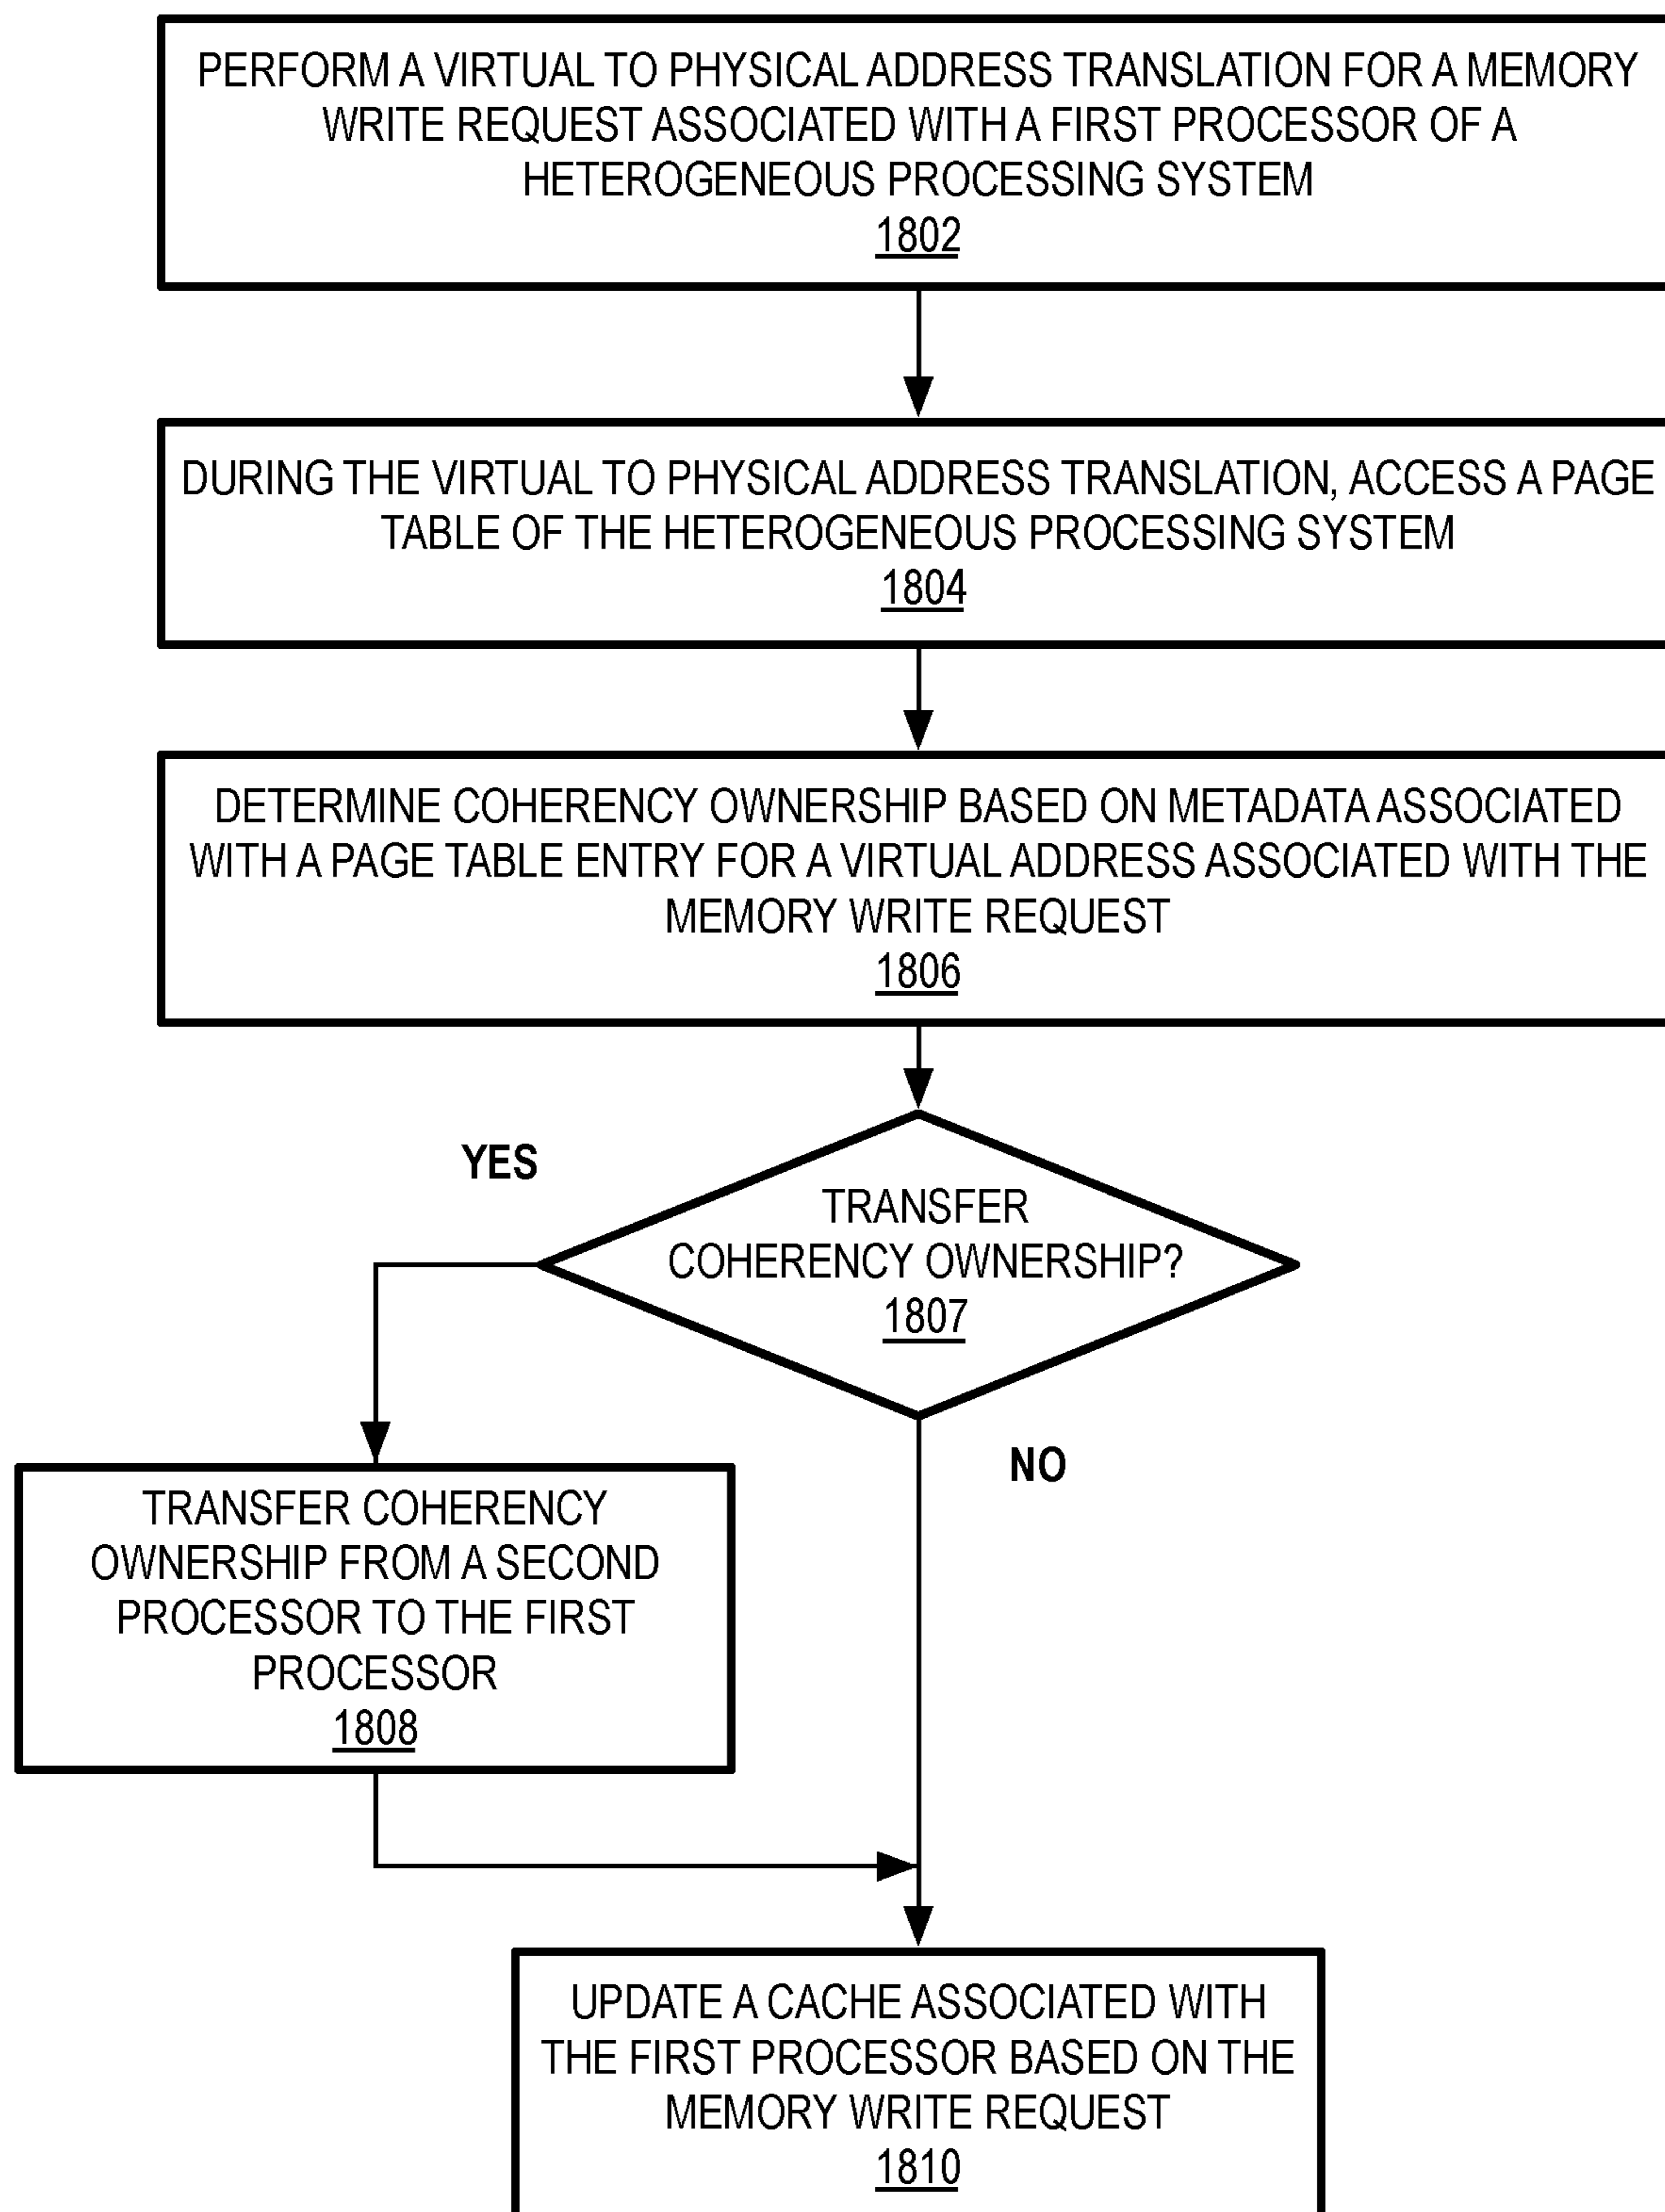 PERFORM A VIRTUAL TO PHYSICAL ADDRESS TRANSLATION FOR A MEMORY
WRITE REQUEST ASSOCIATED WITH A FIRST PROCESSOR OF A
HETEROGENEOUS PROCESSING SYSTEM
1802
DURING THE VIRTUAL TO PHYSICAL ADDRESS TRANSLATION, ACCESS A PAGE
TABLE OF THE HETEROGENEOUS PROCESSING SYSTEM
1804
DETERMINE COHERENCY OWNERSHIP BASED ON METADATA ASSOCIATED
WITH A PAGE TABLE ENTRY FOR A VIRTUAL ADDRESS ASSOCIATED WITH THE
MEMORY WRITE REQUEST
1806
YES
TRANSFER
COHERENCY OWNERSHIP?
1807
NO
TRANSFER COHERENCY
OWNERSHIP FROM A SECOND
PROCESSOR TO THE FIRST
PROCESSOR
1808
UPDATE A CACHE ASSOCIATED WITH
THE FIRST PROCESSOR BASED ON THE
MEMORY WRITE REQUEST
1810